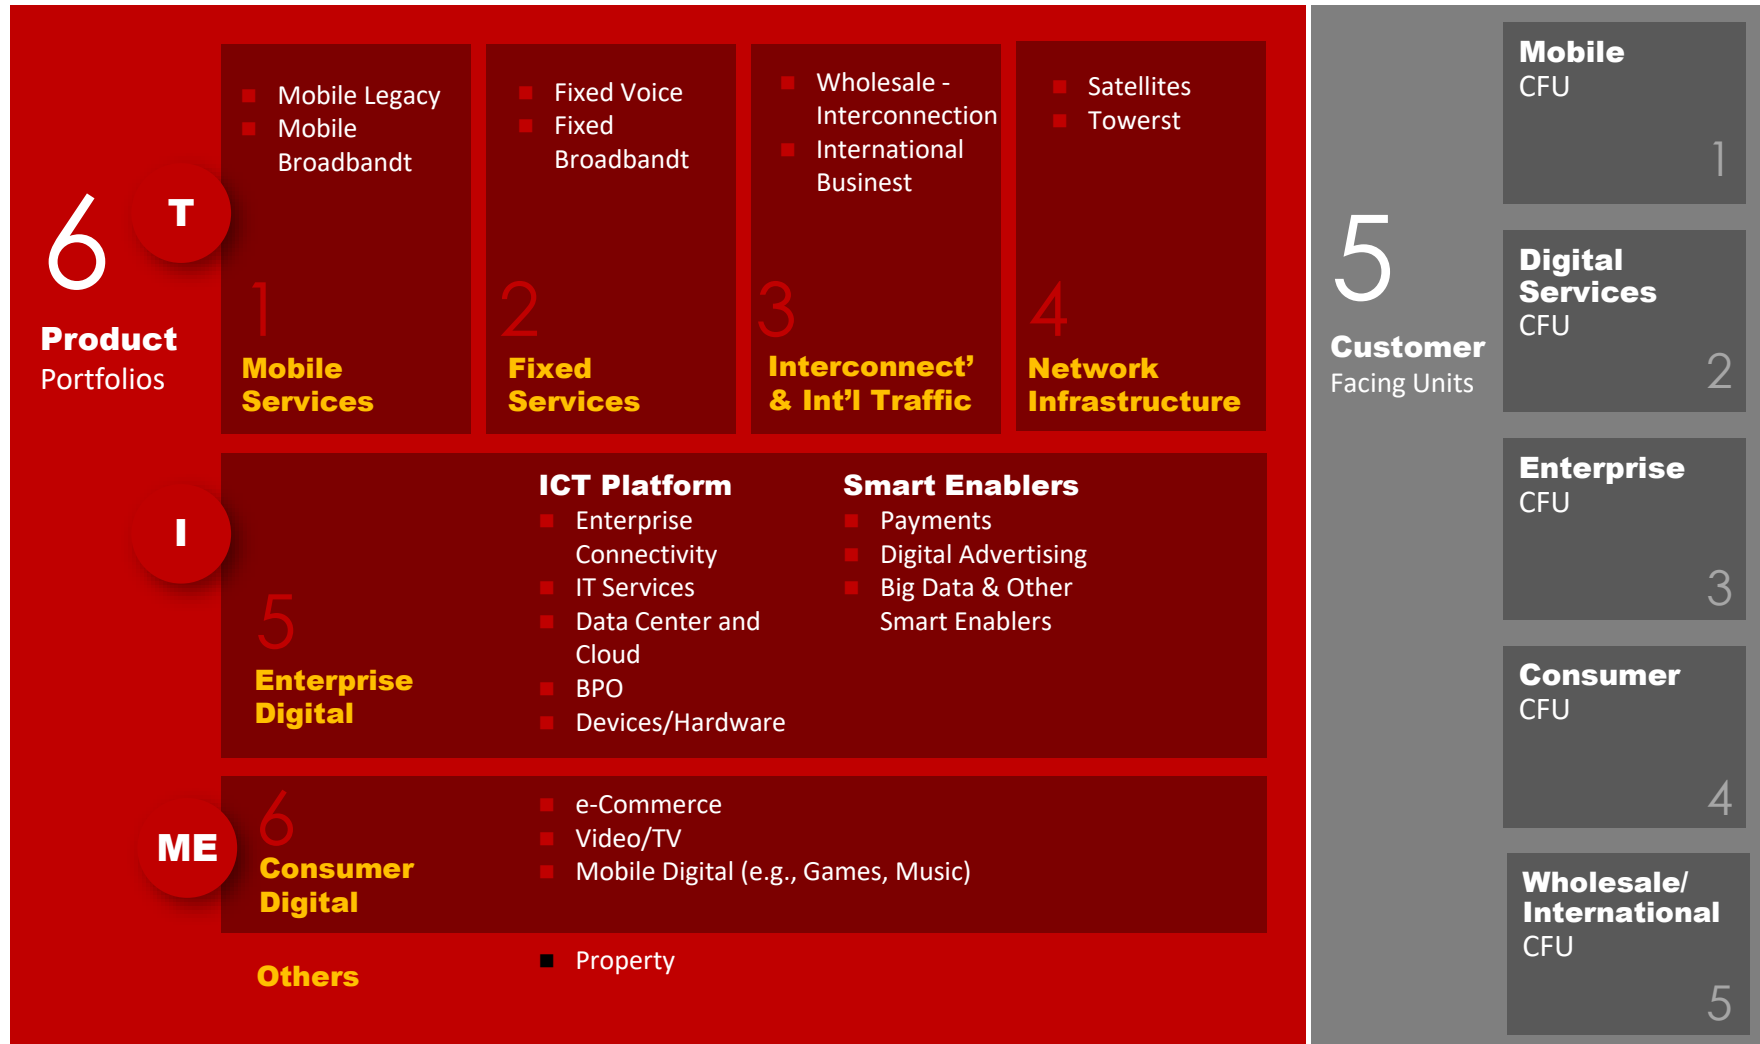 6
Product
Portfolios
T
Mobile Legacy
Mobile
Broadbandt
1
Mobile
Services
Fixed Voice
Fixed
Broadbandt
2
Fixed
Services
Wholesale -
Interconnection
International
Businest
3
Interconnect’
& Int’l Traffic
Satellites
Towerst
4
Network
Infrastructure
I
5
Enterprise
Digital
ICT Platform
Enterprise
Connectivity
IT Services
Data Center and
Cloud
BPO
Devices/Hardware
Smart Enablers
Payments
Digital Advertising
Big Data & Other
Smart Enablers
ME
6
Consumer
Digital
e-Commerce
Video/TV
Mobile Digital (e.g., Games, Music)
Others
Property
5
Customer
Facing Units
Mobile
CFU
1
Digital
Services
CFU
2
Enterprise
CFU
3
Consumer
CFU
4
Wholesale/
International
CFU
5